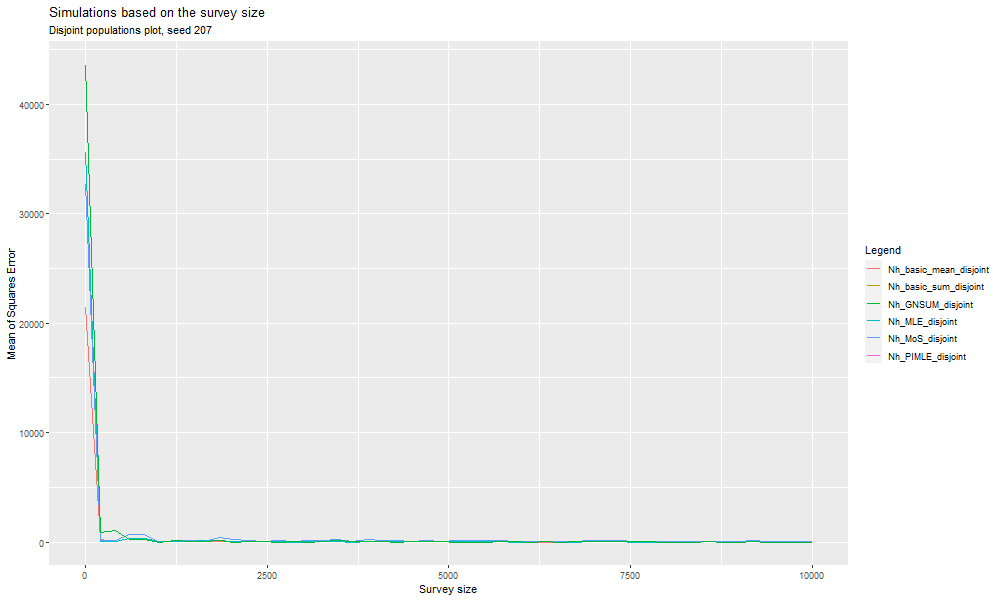 Simulations based on the survey size
Disjoint populations plot, seed 207
Mean of Squares Error
40000
30000
20000
10000
0
0
2500
5000
7500
10000
Survey size
Legend
Nh_basic_mean_disjoint
Nh_basic_sum_disjoint
Nh_GNSUM_disjoint
Nh_MLE_disjoint
Nh_MoS_disjoint
Nh_PIMLE_disjoint